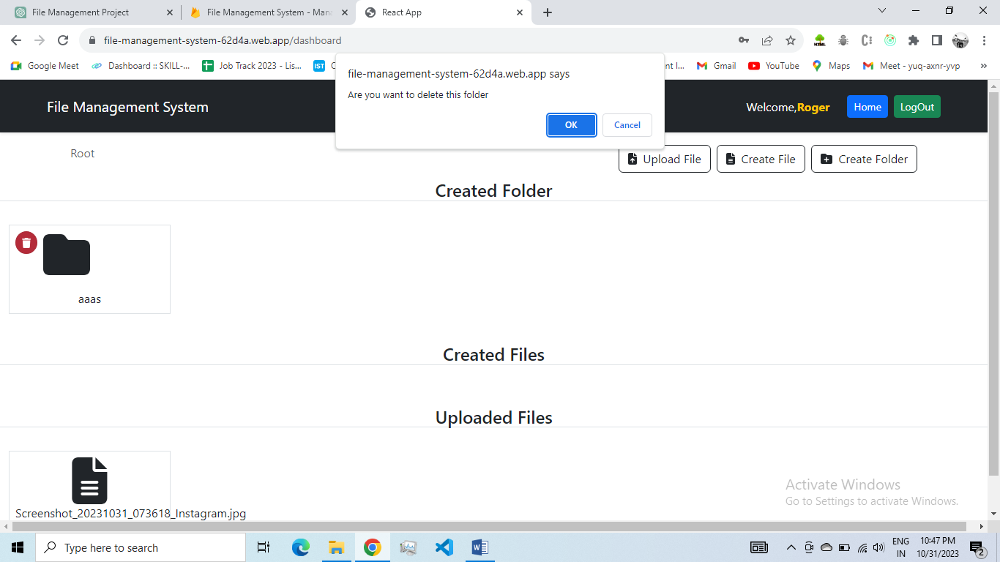 File Management Project
File Management System - Mana
React App
file-management-system-62d4a.web.app/dashboard
Google Meet
Dashboard :: SKILL-...
Job Track 2023 - Lis...
IST
nt I...
Gmail
YouTube
Maps
Meet - yuq-axnr-yvp
»
file-management-system-62d4a.web.app says
Are you want to delete this folder
OK
Cancel
File Management System
Welcome,Roger
Home
LogOut
Root
Upload File
Create File
Create Folder
Created Folder
aaas
Created Files
Uploaded Files
Screenshot_20231031_073618_Instagram.jpg
Activate Windows
Go to Settings to activate Windows.
Type here to search
ENG
IN
10:47 PM
10/31/2023
2